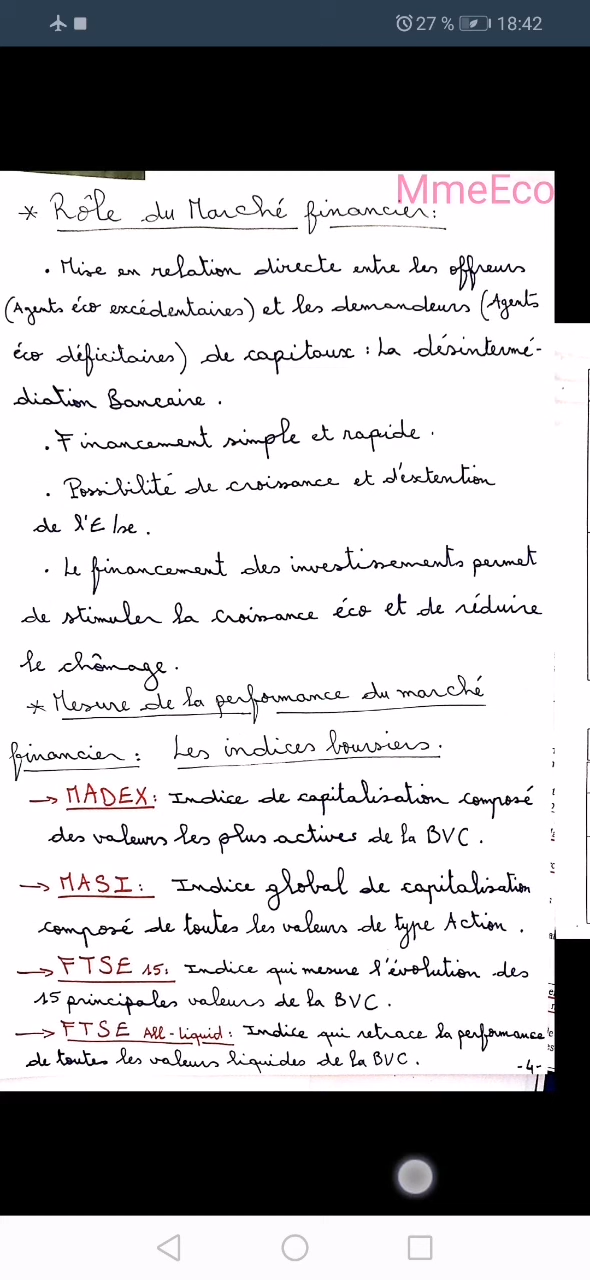 27 % 18:42
MmeEco
* Rôle du Marché financier:
. Mise en relation directe entre les offreurs
(Agents éco excédentaires) et les demandeurs (Agents
éco déficitaires) de capitaux : La désintermé-
diation Bancaire.
. Financement simple et rapide.
. Possibilité de croissance et d'extention
de l'E/se.
. Le financement des investissements permet
de stimuler la croissance éco et de réduire
le chômage.
* Mesure de la performance du marché
financier: Les indices boursiers.
→ MADEX: Indice de capitalisation composé
des valeurs les plus actives de la BVC.
→ MASI: Indice global de capitalisation
composé de toutes les valeurs de type Action.
→ FTSE 15: Indice qui mesure l'évolution des
15 principales valeurs de la BVC.
→ FTSE All-Liquid: Indice qui retrace la performance
de toutes les valeurs liquides de la BVC.
-4-